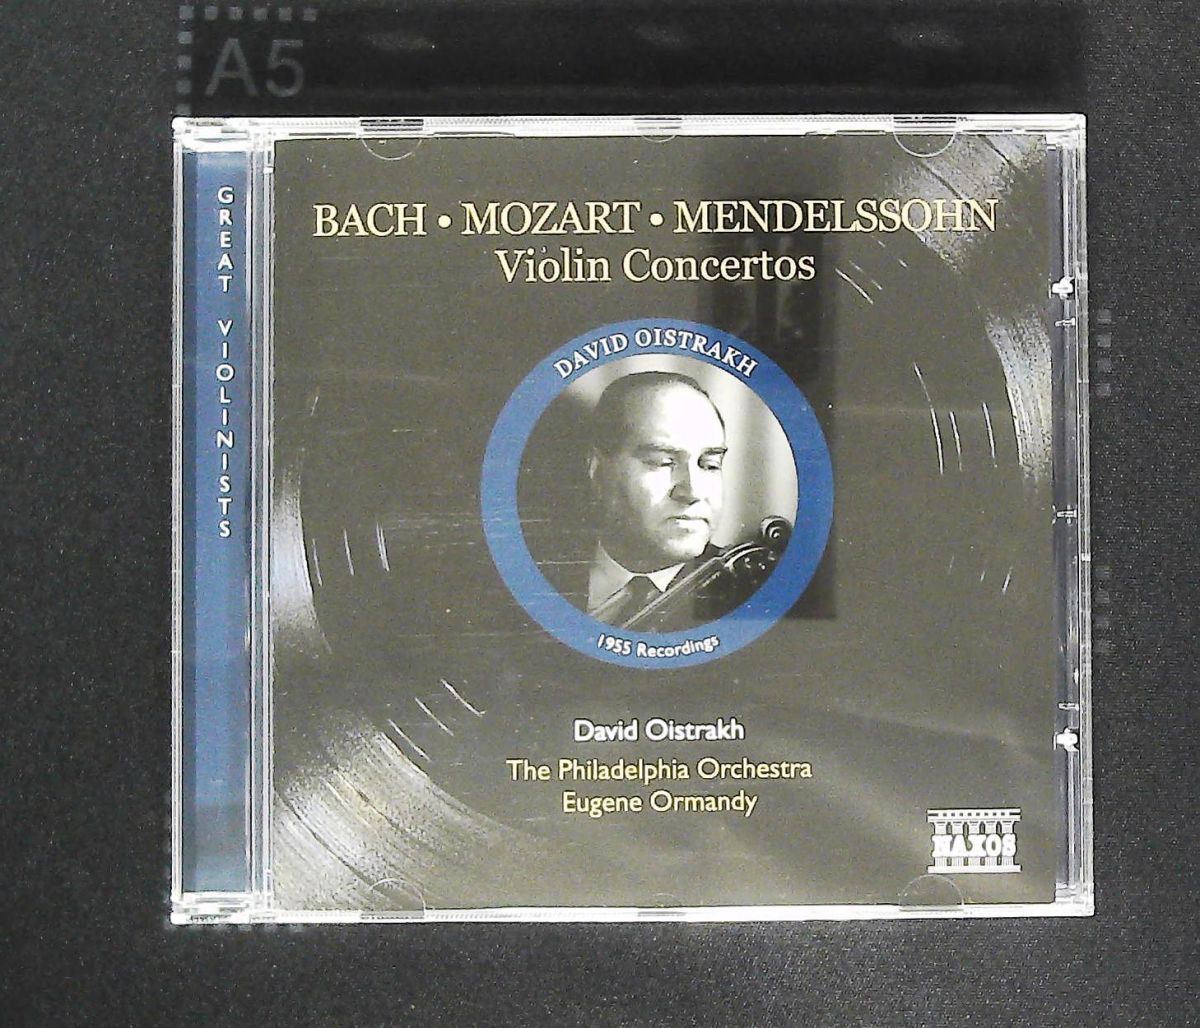 A5
GREAT VIOLINISTS
BACH • MOZART • MENDELSSOHN
Violin Concertos
DAVID OISTRAKH
1955 Recordings
David Oistrakh
The Philadelphia Orchestra
Eugene Ormandy
NAXOS